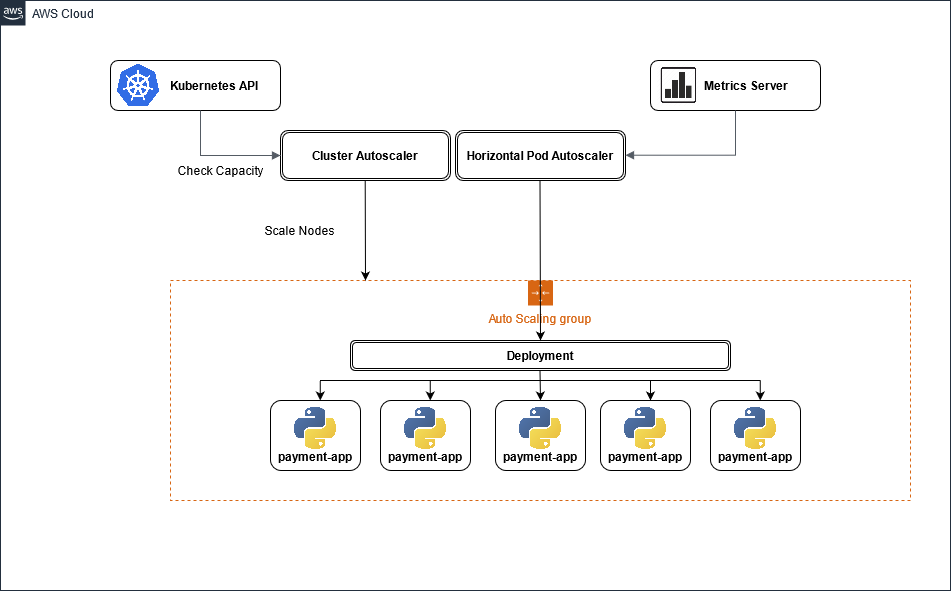 aws
AWS Cloud
Kubernetes API
Metrics Server
Cluster Autoscaler
Horizontal Pod Autoscaler
Check Capacity
Scale Nodes
Auto Scaling group
Deployment
payment-app
payment-app
payment-app
payment-app
payment-app